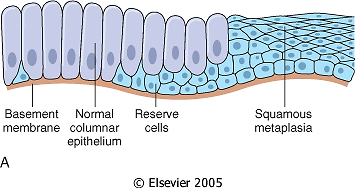 Basement
membrane
Normal
columnar
epithelium
Reserve
cells
Squamous
metaplasia
A
© Elsevier 2005